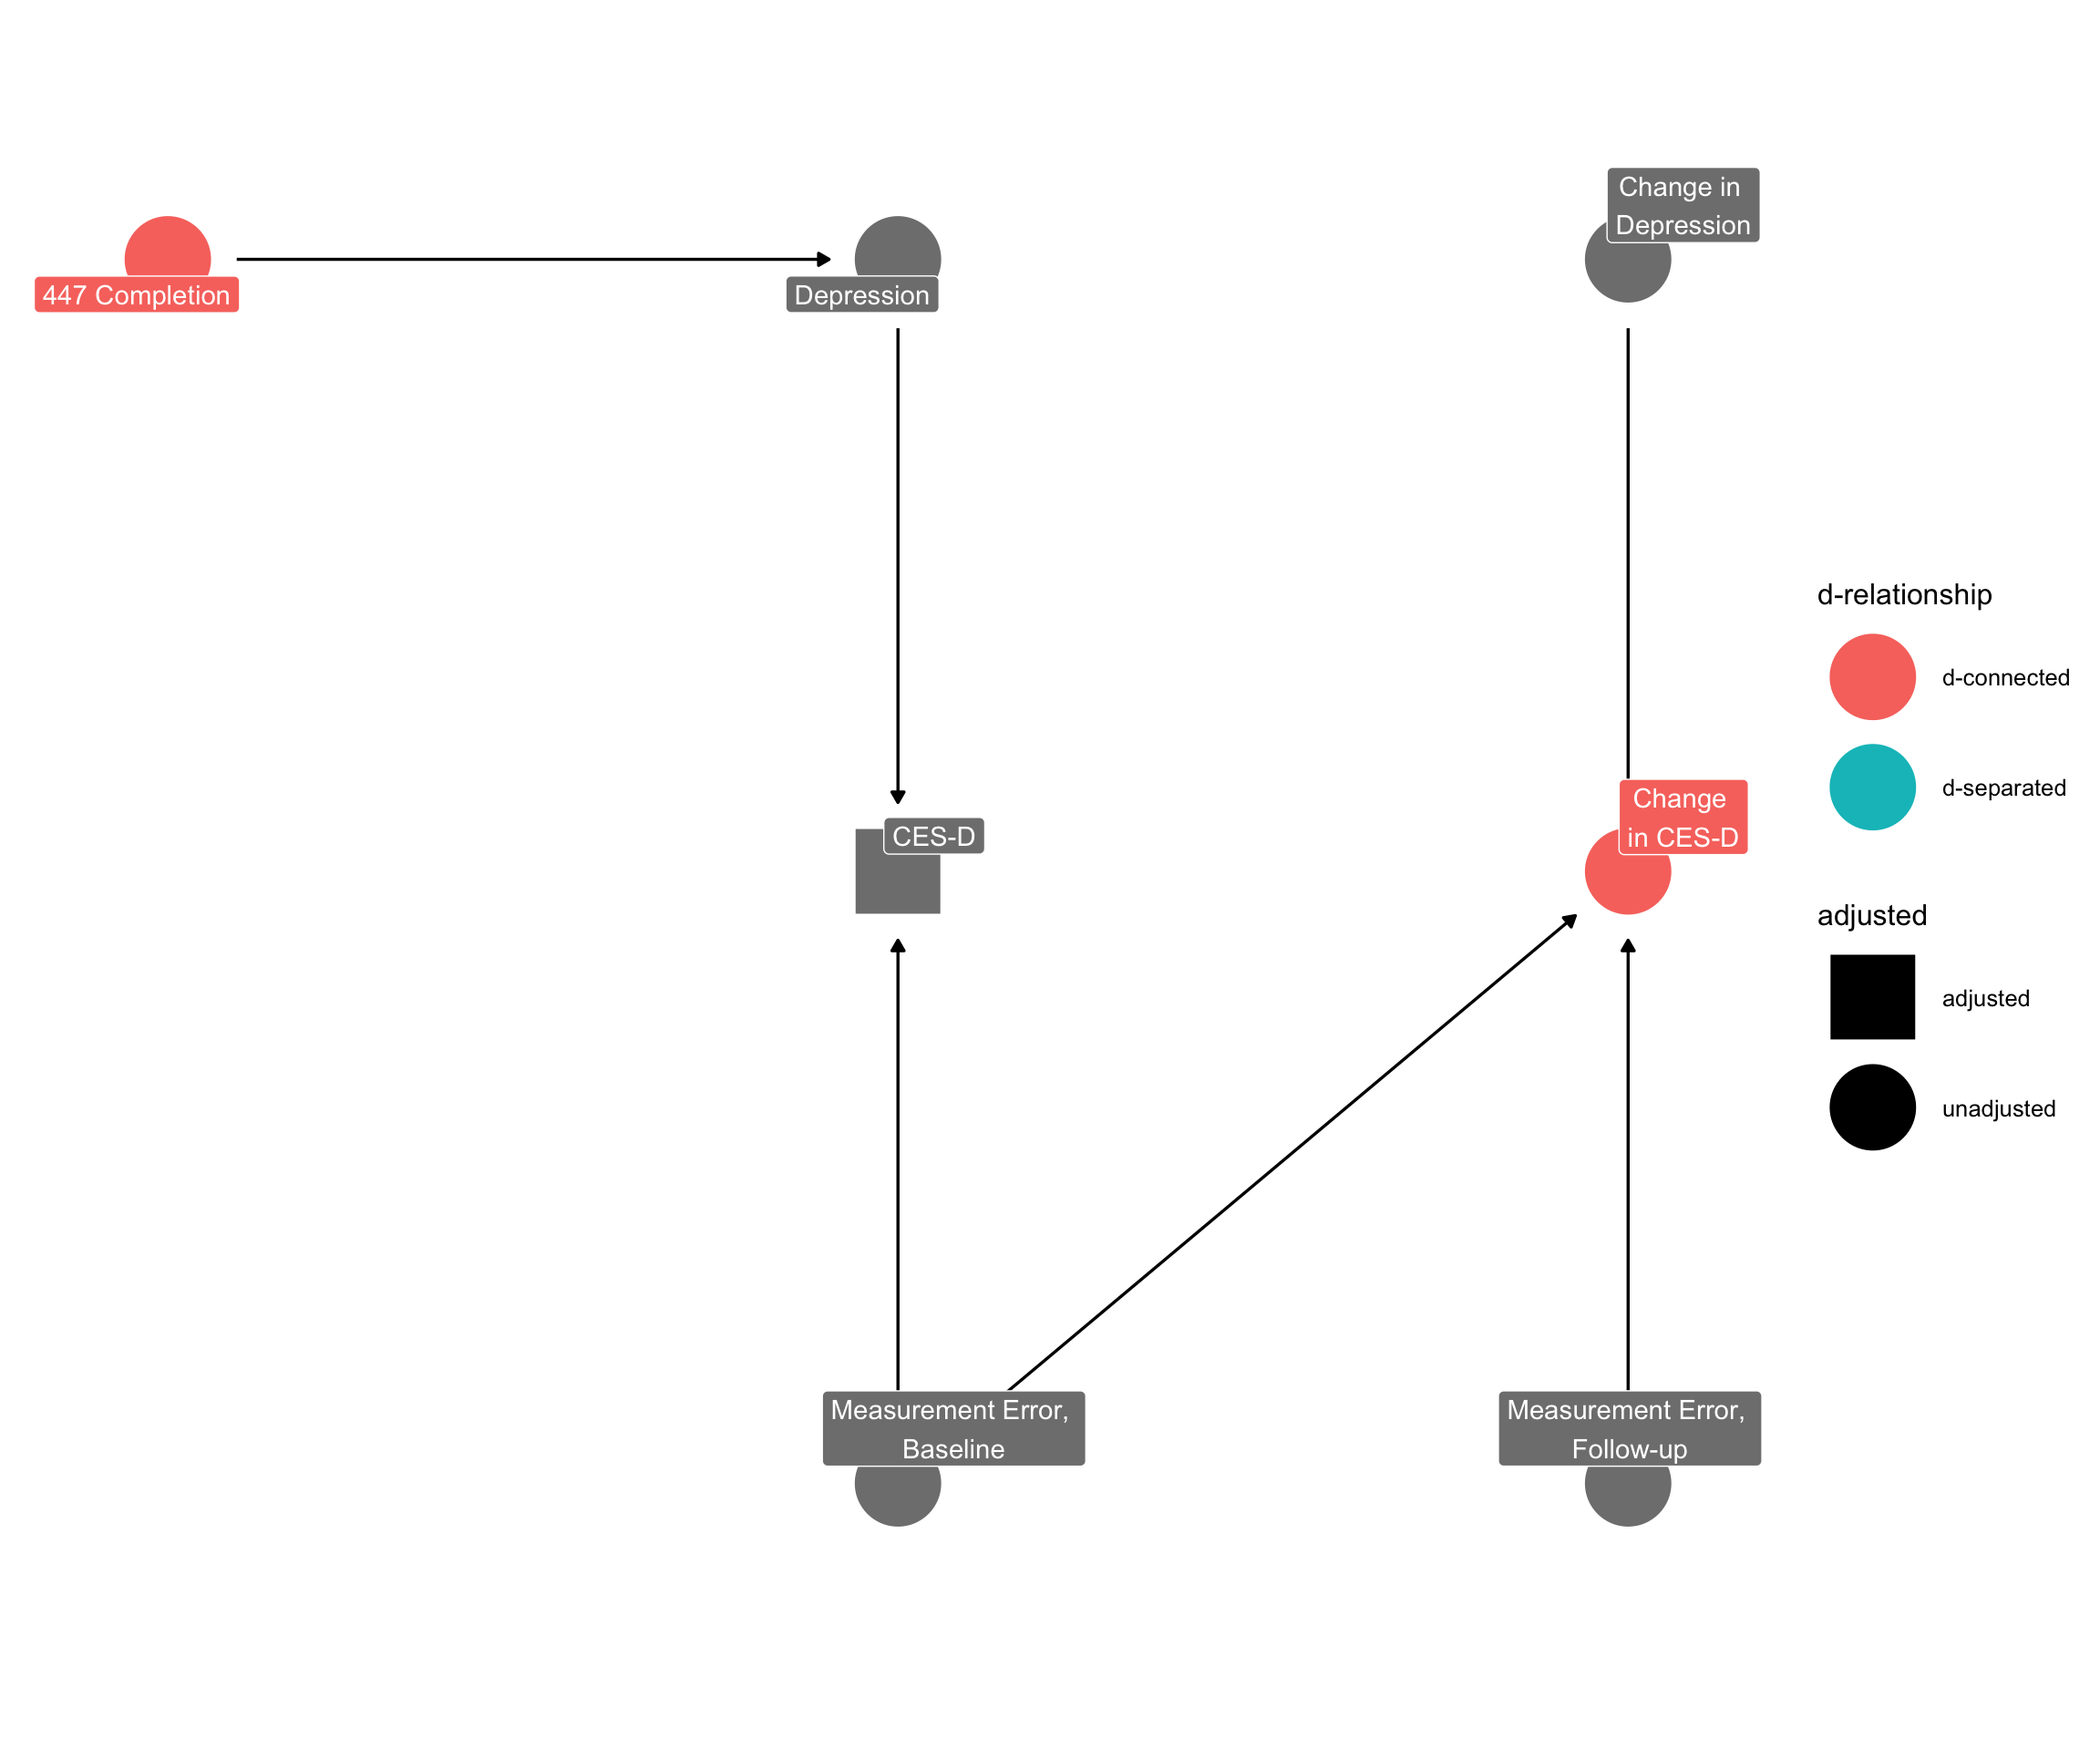 Change in
Depression
447 Completion
Depression
d-relationship
d-connected
d-separated
Change
in CES-D
CES-D
adjusted
adjusted
unadjusted
Measurement Error,
Baseline
Measurement Error,
Follow-up